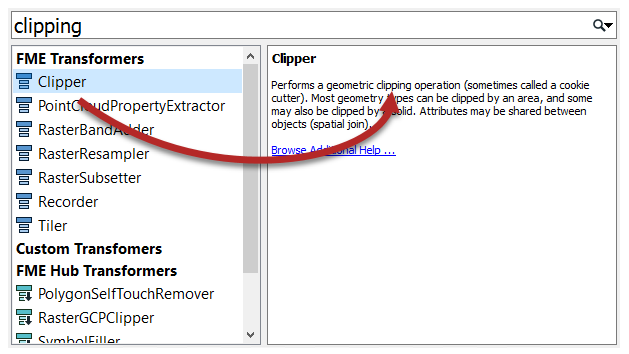 clipping
FME Transformers
Clipper
PointCloudPropertyExtractor
RasterBandAdder
RasterResampler
RasterSubsetter
Recorder
Tiler
Custom Transfomers
FME Hub Transformers
PolygonSelfTouchRemover
RasterGCPClipper
SymbolFiller
Clipper
Performs a geometric clipping operation (sometimes called a cookie
cutter). Most geometry types can be clipped by an area, and some
may also be clipped by a solid. Attributes may be shared between
objects (spatial join).
Browse Additional Help ...